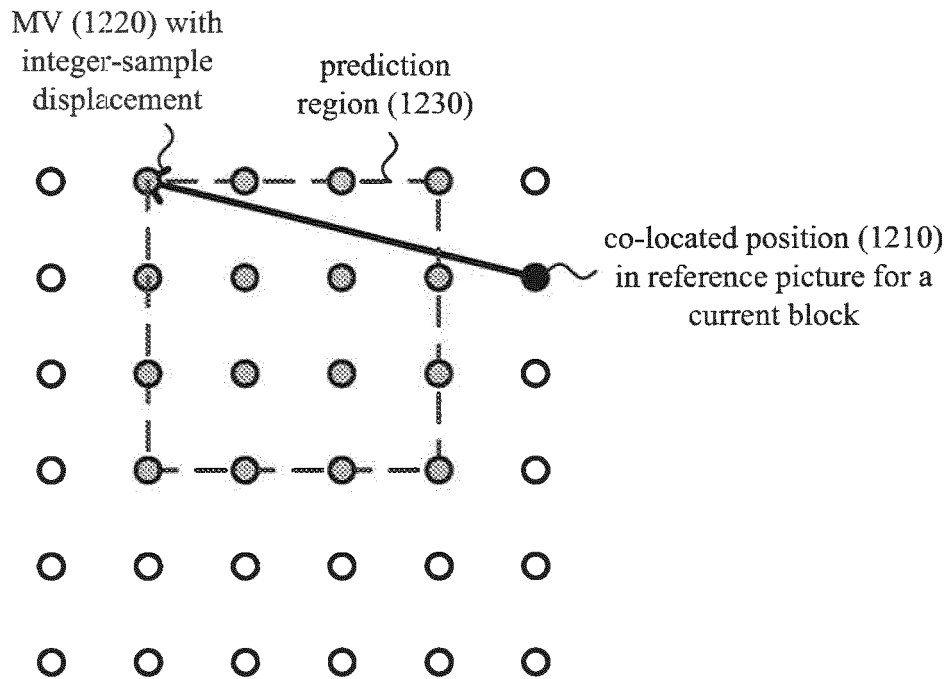 MV (1220) with
integer-sample
displacement
prediction
region (1230)
co-located position (1210)
in reference picture for a
current block